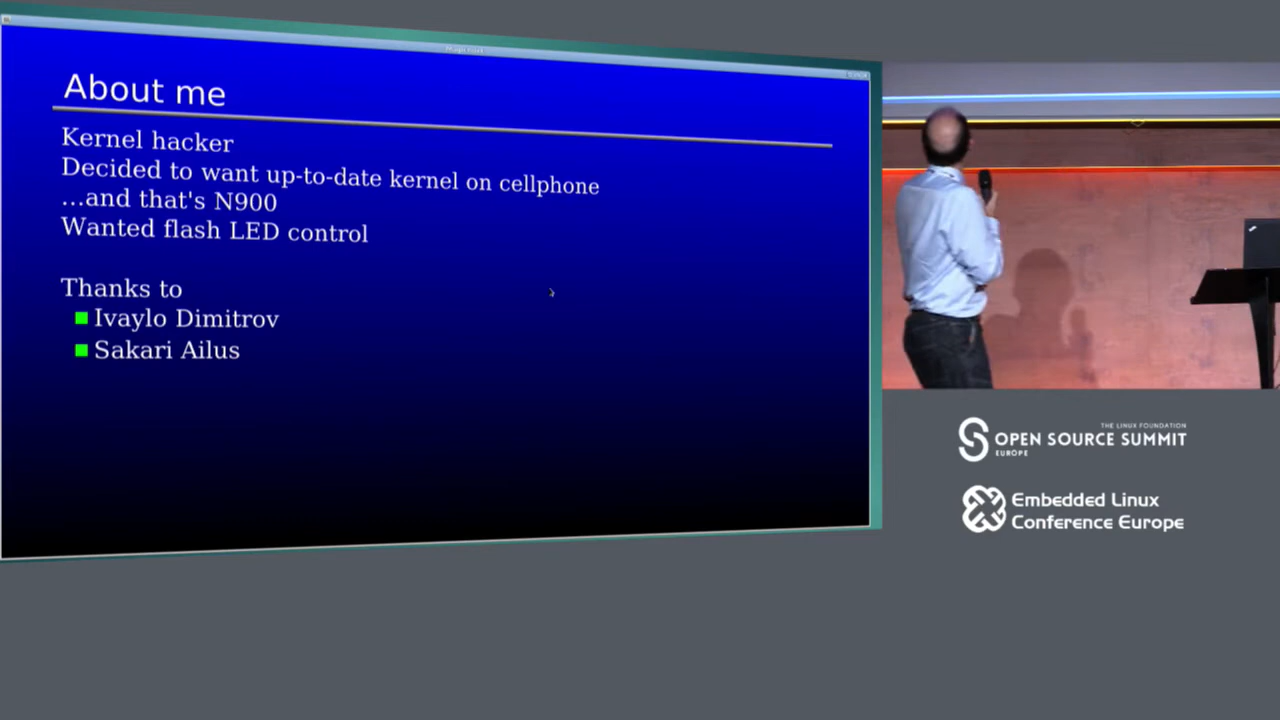 About me
Kernel hacker
Decided to want up-to-date kernel on cellphone
...and that's N900
Wanted flash LED control
Thanks to
Ivaylo Dimitrov
Sakari Ailus
THE LINUX FOUNDATION
OPEN SOURCE SUMMIT
EUROPE
Embedded Linux
Conference Europe